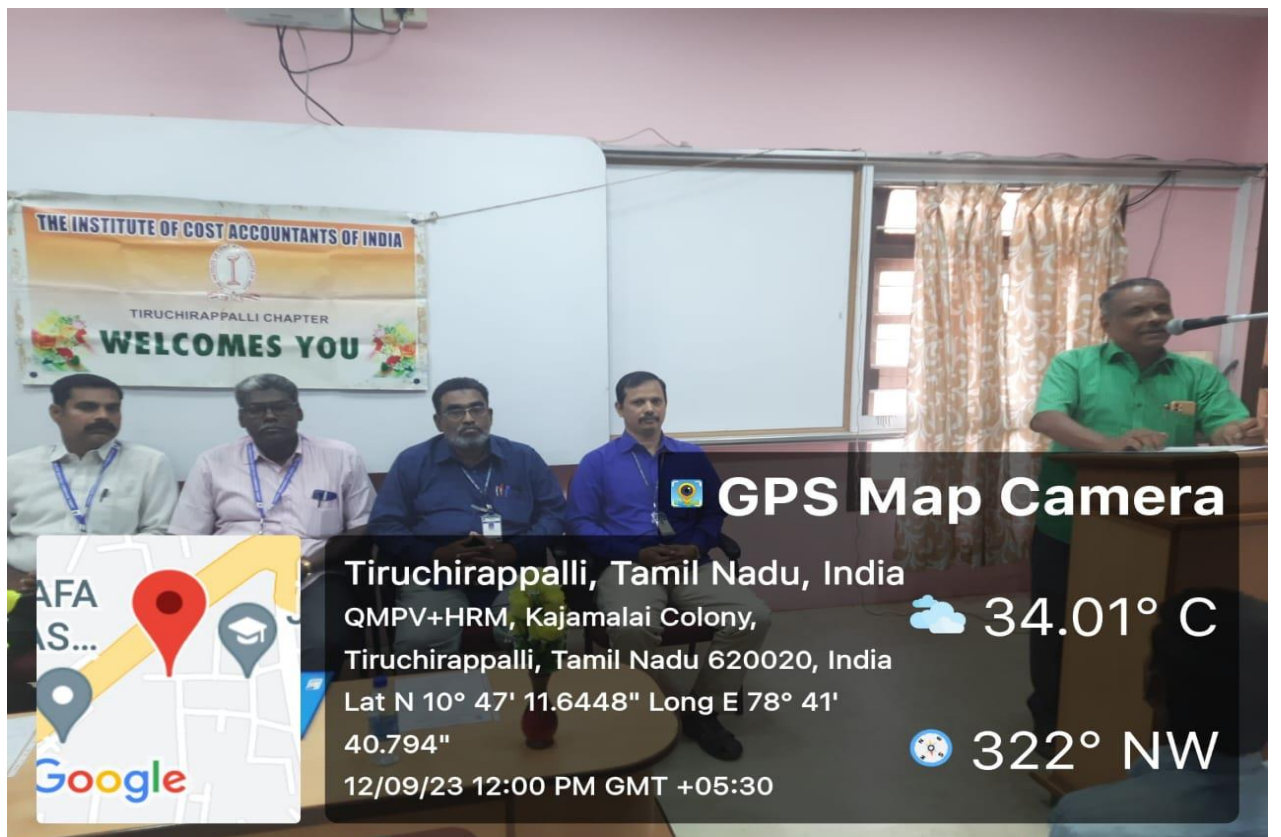 THE INSTITUTE OF COST ACCOUNTANTS OF INDIA
TIRUCHIRAPPALLI CHAPTER
WELCOMES YOU
GPS Map Camera
Tiruchirappalli, Tamil Nadu, India
QMPV+HRM, Kajamalai Colony,
Tiruchirappalli, Tamil Nadu 620020, India
Lat N 10° 47' 11.6448" Long E 78° 41'
40.794"
12/09/23 12:00 PM GMT +05:30
34.01° C
322° NW
AFA
AS...
Google